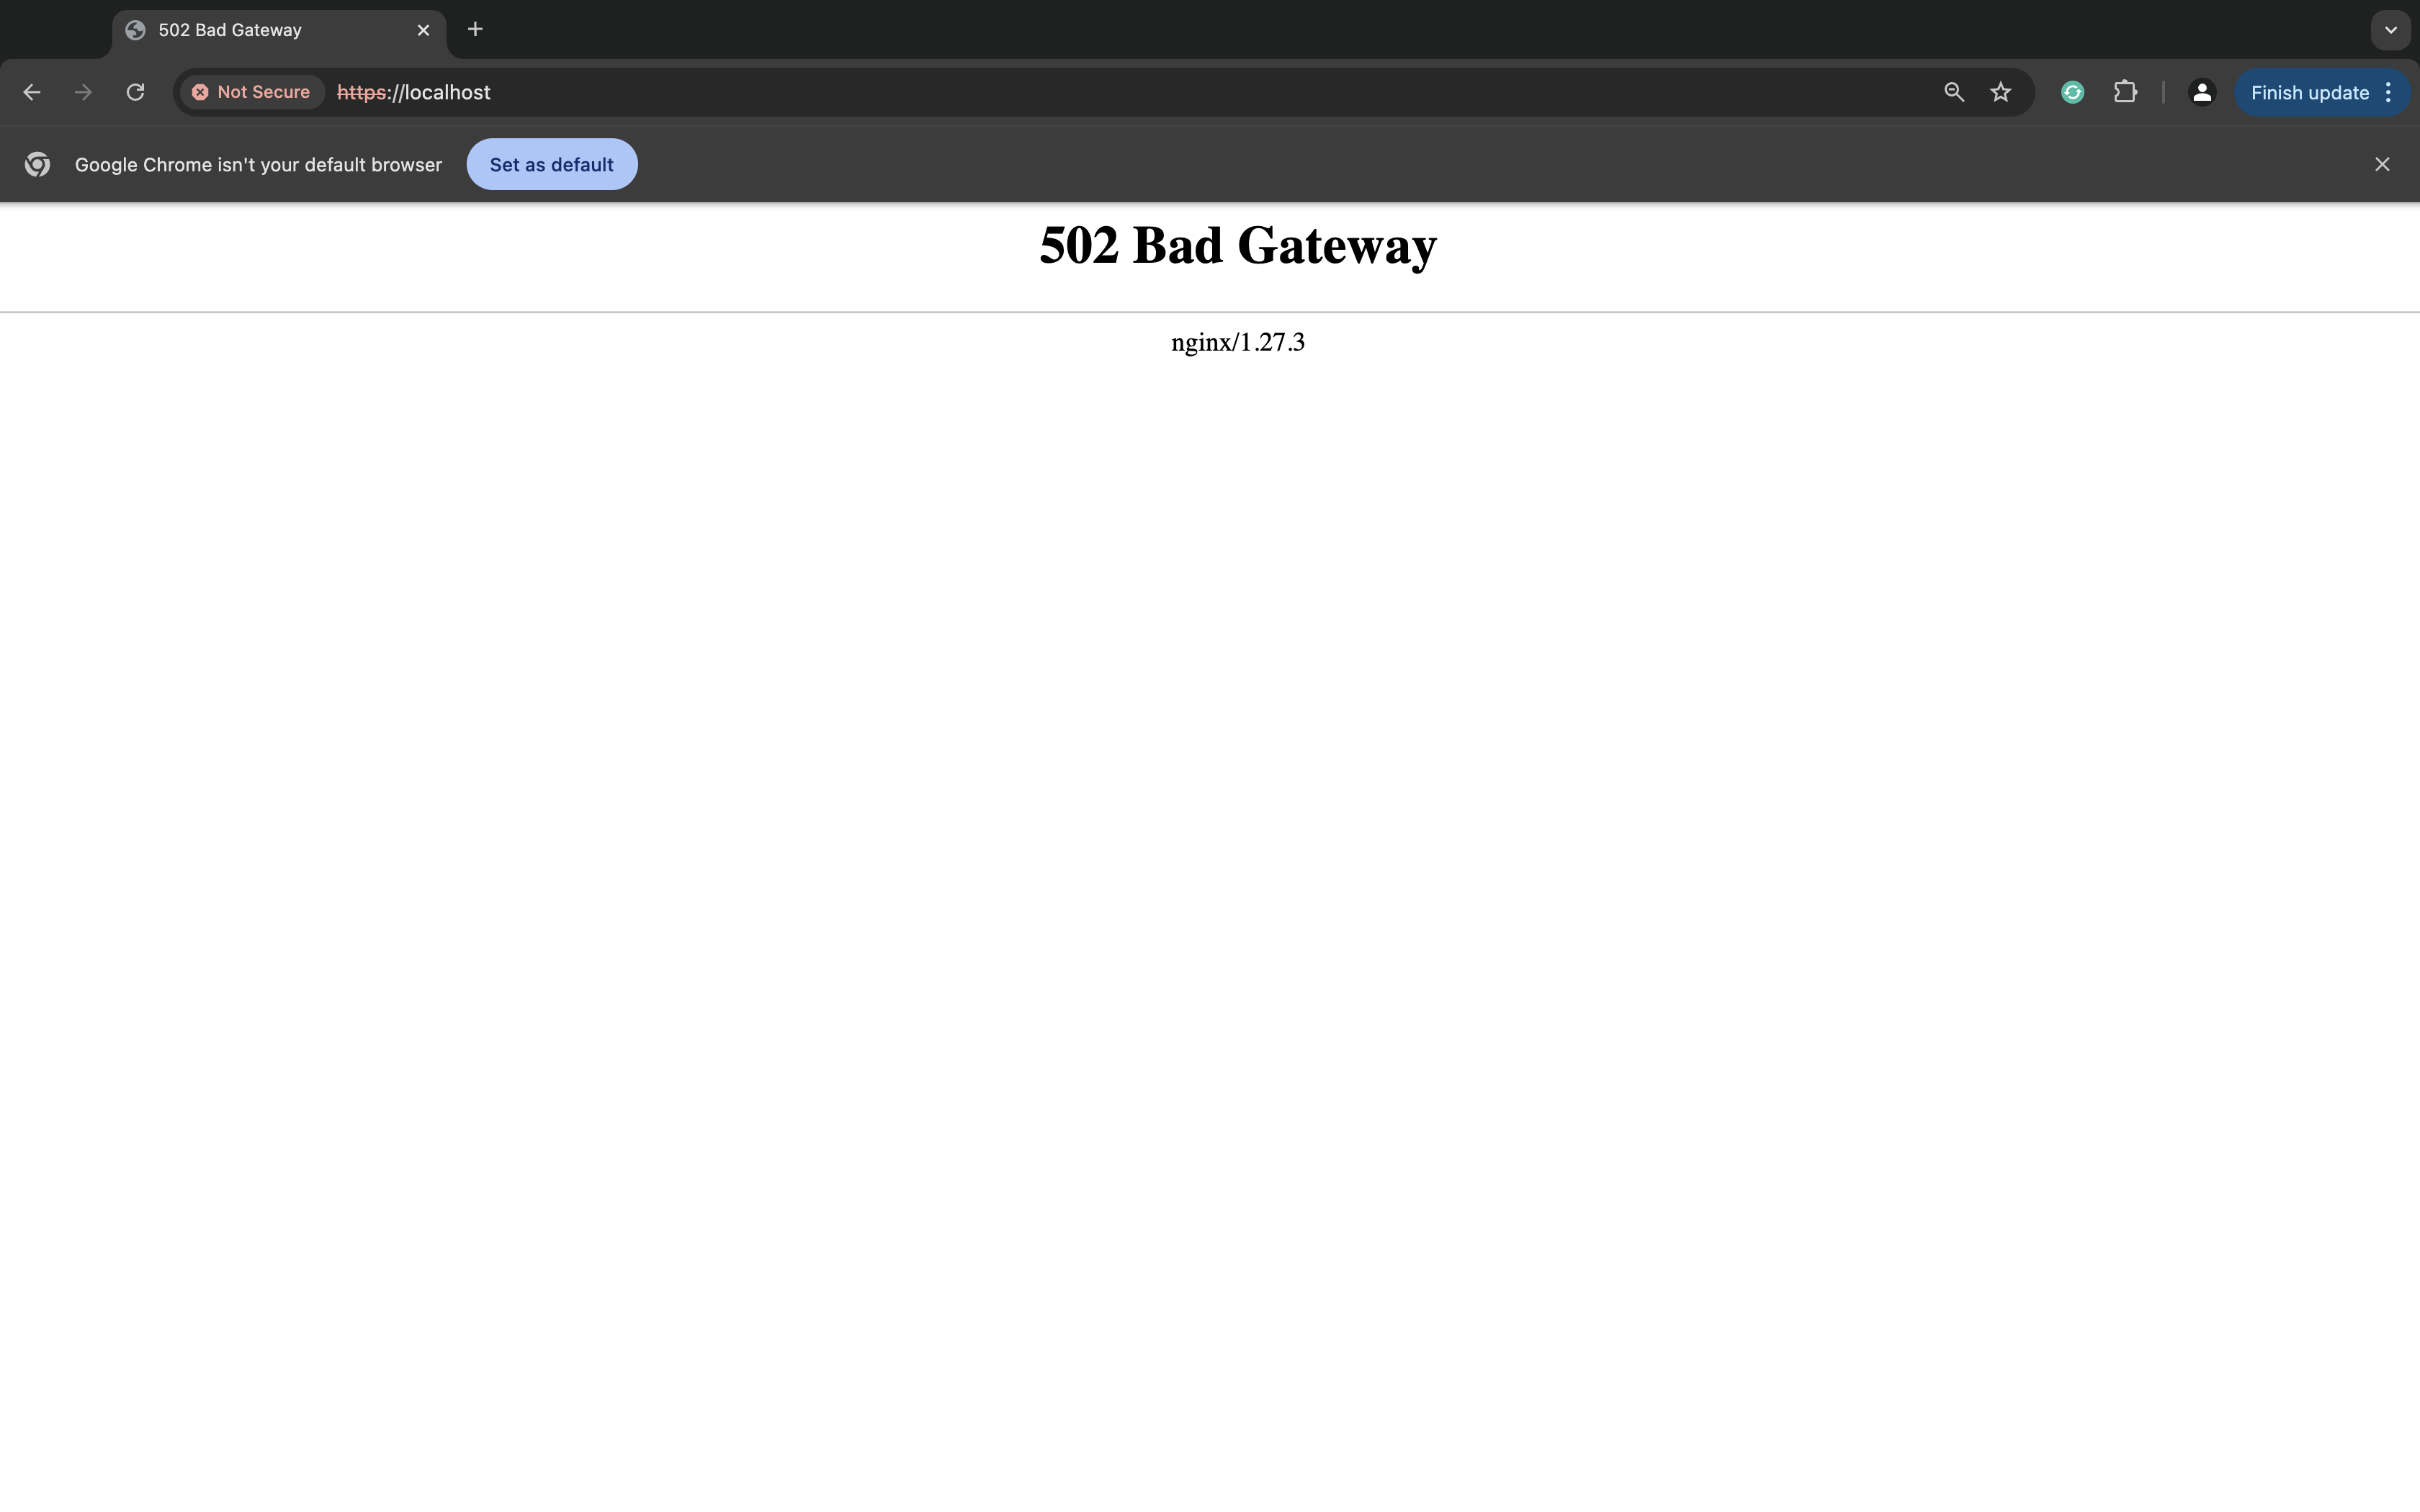 502 Bad Gateway
Not Secure https://localhost
Finish update
Google Chrome isn't your default browser Set as default
502 Bad Gateway
nginx/1.27.3